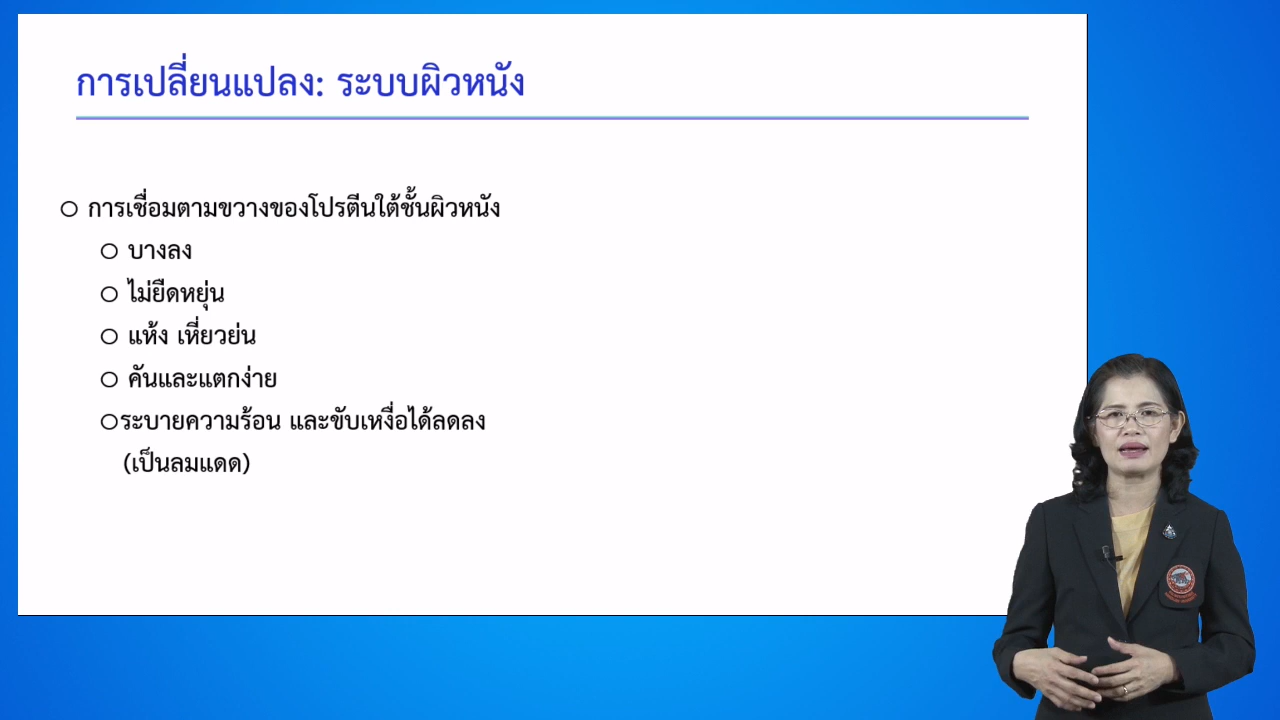 การเปลี่ยนแปลง: ระบบผิวหนัง
การเชื่อมตามขวางของโปรตีนใต้ชั้นผิวหนัง
บางลง
ไม่ยืดหยุ่น
แห้ง เหี่ยวย่น
คันและแตกง่าย
ระบายความร้อน และขับเหงื่อได้ลดลง
(เป็นลมแดด)